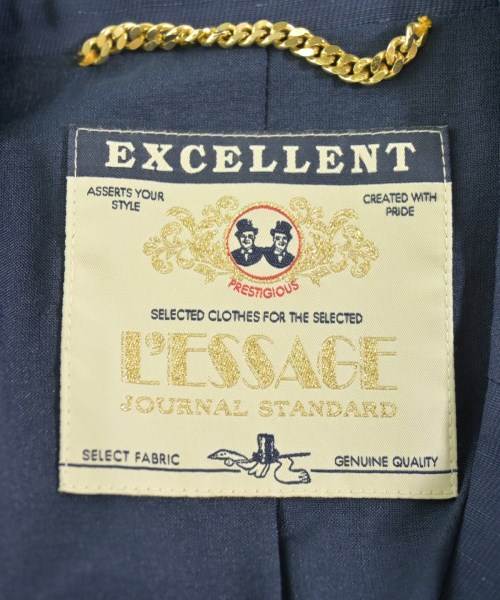 EXCELLENT
ASSERTS YOUR
STYLE
CREATED WITH
PRIDE
PRESTIGIOUS
SELECTED CLOTHES FOR THE SELECTED
L'ESSAGE
JOURNAL STANDARD
SELECT FABRIC
GENUINE QUALITY